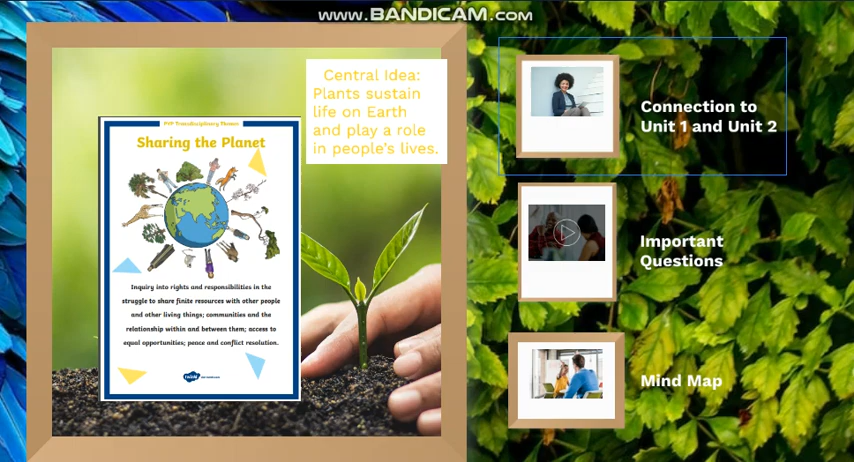 www.BANDICAM.com
Central Idea:
Plants sustain
life on Earth
and play a role
in people's lives.
PYP Transdisciplinary Themes
Sharing the Planet
Inquiry into rights and responsibilities in the
struggle to share finite resources with other people
and other living things; communities and the
relationship within and between them; access to
equal opportunities; peace and conflict resolution.
twinkl
Connection to
Unit 1 and Unit 2
Important
Questions
Mind Map